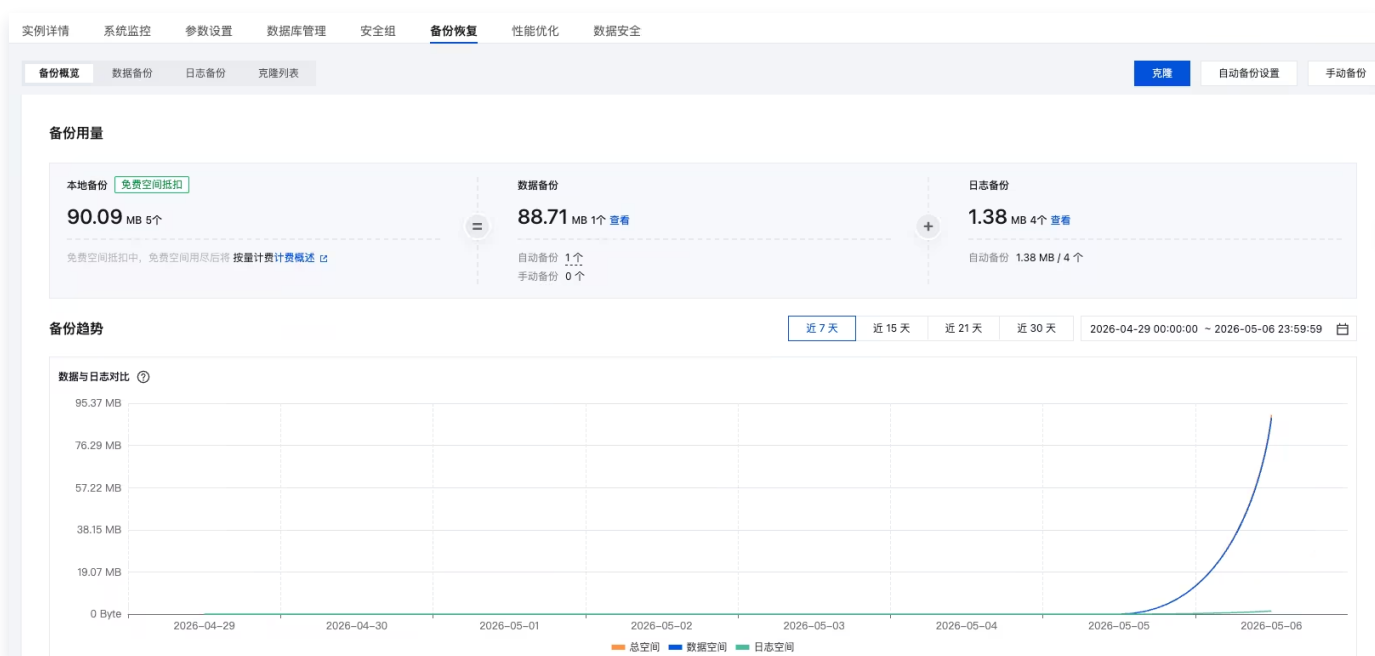 实例详情 系统监控 参数设置 数据库管理 安全组 备份恢复 性能优化 数据安全
备份概览 数据备份 日志备份 克隆列表 克隆 自动备份设置 手动备份
备份用量
本地备份 免费空间抵扣 数据备份 日志备份
90.09 MB 5个 = 88.71 MB 1个 查看 + 1.38 MB 4个 查看
免费空间抵扣中，免费空间用尽后将 按量计费计费概述 自动备份 1个 自动备份 1.38 MB / 4 个
手动备份 0 个
备份趋势 近 7 天 近 15 天 近 21 天 近 30 天 2026-04-29 00:00:00 ~ 2026-05-06 23:59:59
数据与日志对比 ?
95.37 MB
76.29 MB
57.22 MB
38.15 MB
19.07 MB
0 Byte
2026-04-29 2026-04-30 2026-05-01 2026-05-02 2026-05-03 2026-05-04 2026-05-05 2026-05-06
总空间 数据空间 日志空间